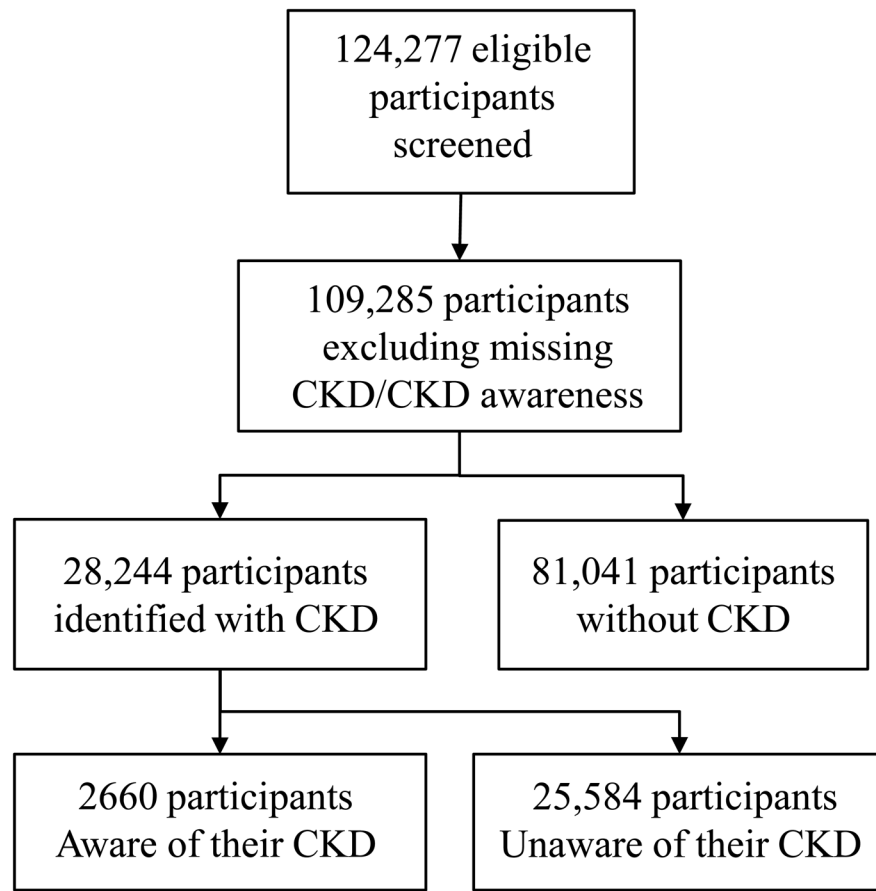 124,277 eligible
participants
screened
109,285 participants
excluding missing
CKD/CKD awareness
28,244 participants
identified with CKD
81,041 participants
without CKD
2660 participants
Aware of their CKD
25,584 participants
Unaware of their CKD